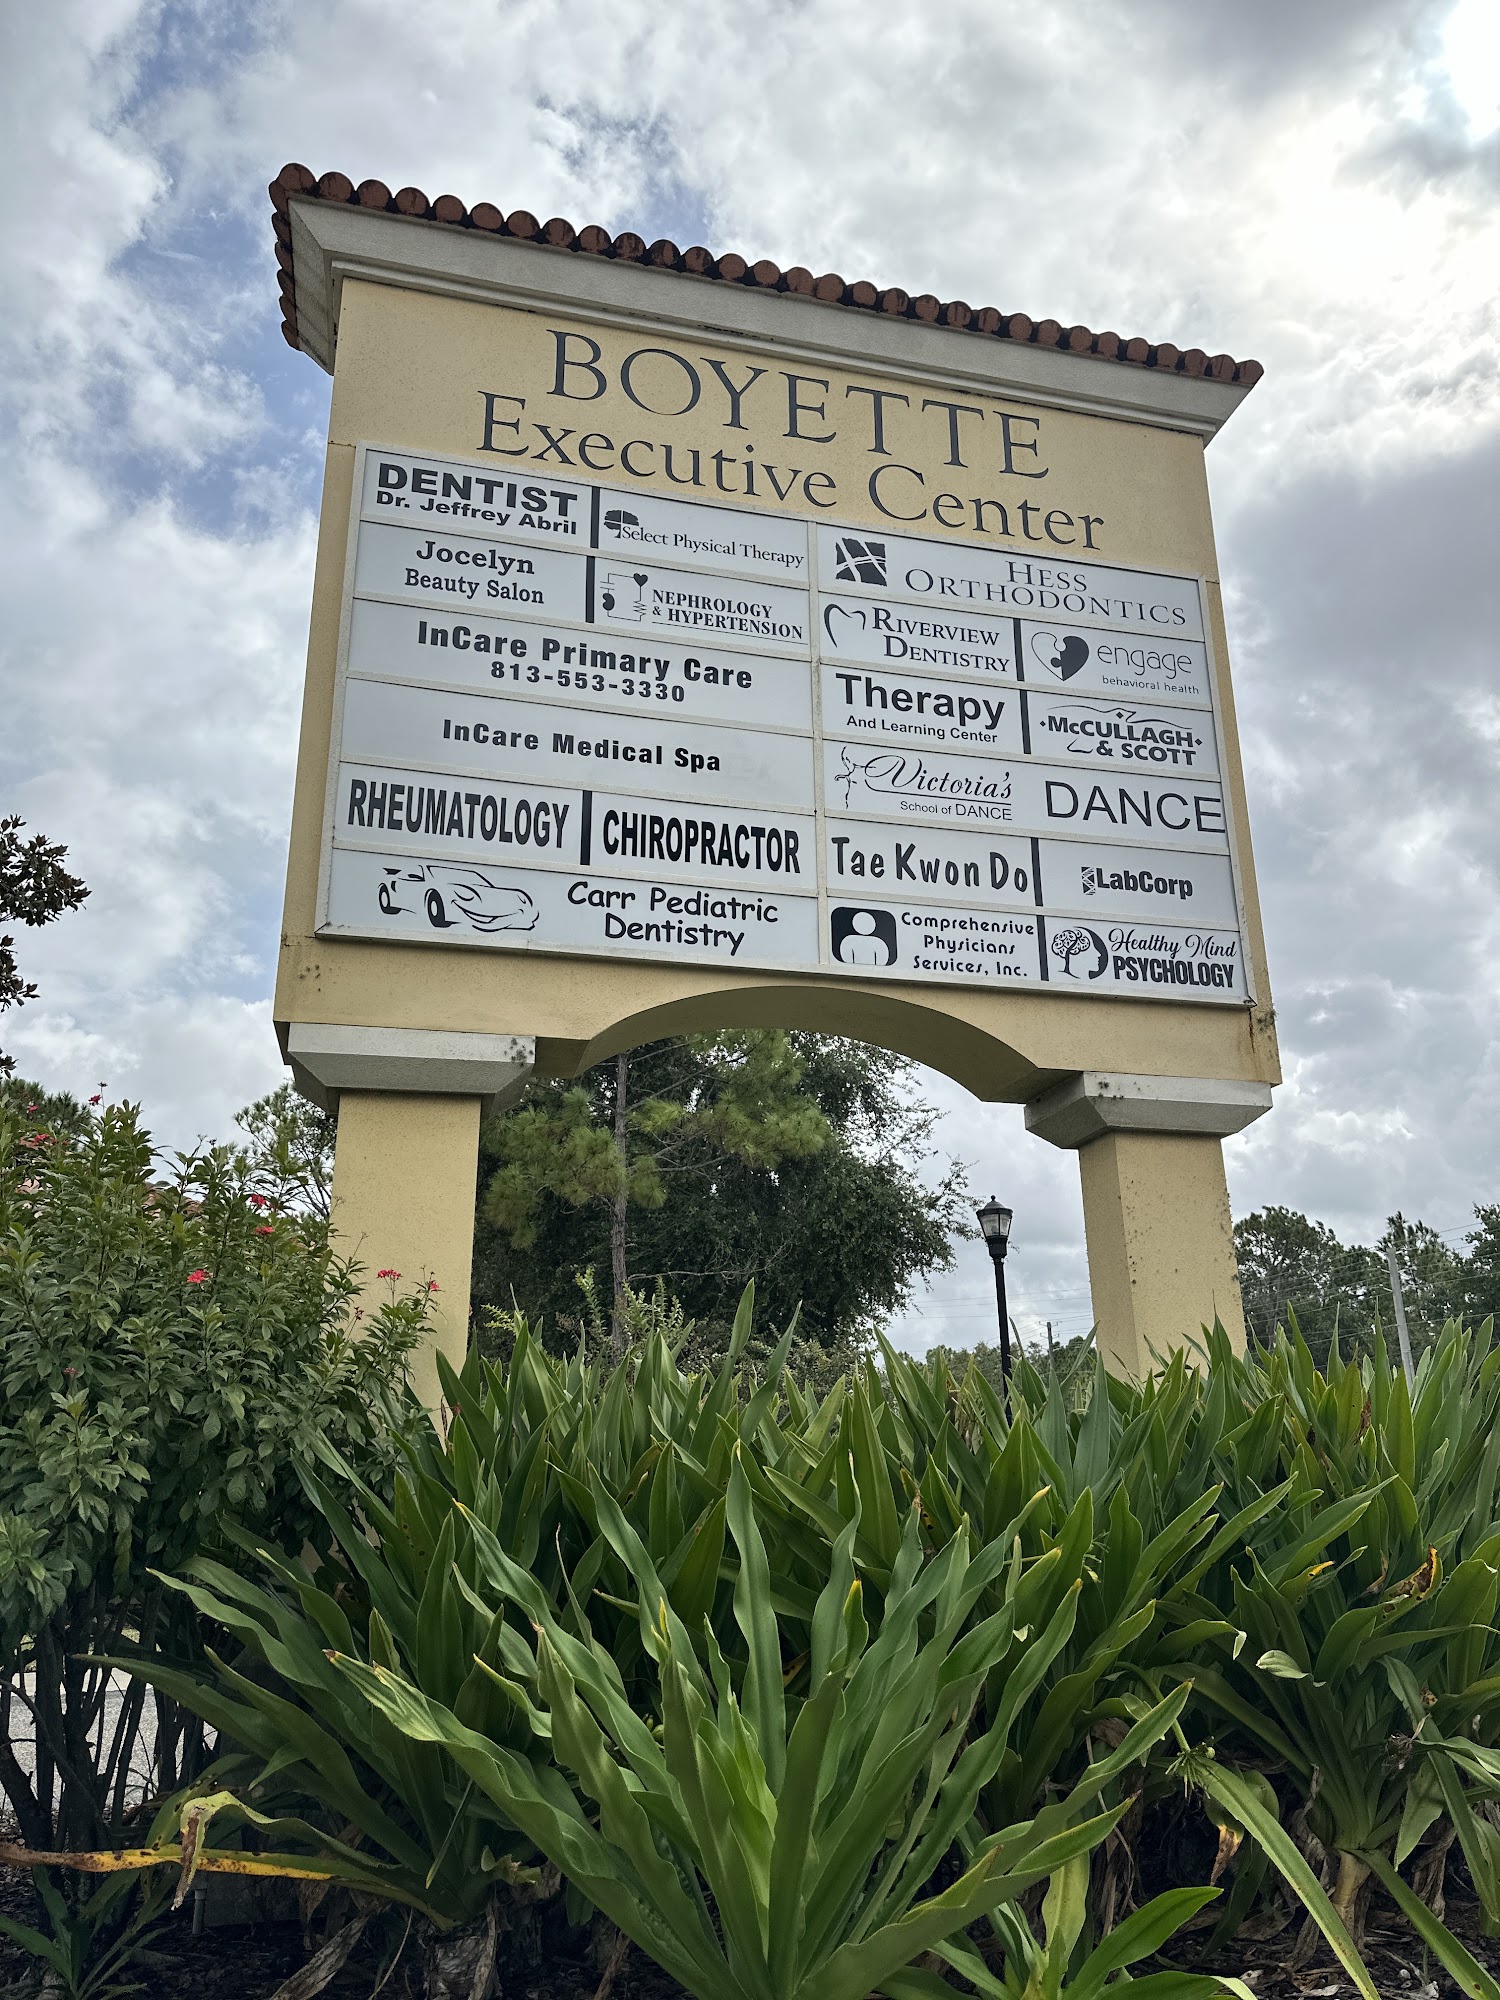 BOYETTE
Executive Center
DENTIST
Dr. Jeffrey Abril
Select Physical Therapy
Jocelyn
Beauty Salon
NEPHROLOGY
& HYPERTENSION
InCare Primary Care
813-553-3330
InCare Medical Spa
RHEUMATOLOGY
CHIROPRACTOR
Carr Pediatric
Dentistry
HESS
ORTHODONTICS
RIVERVIEW
DENTISTRY
engage
behavioral health
Therapy
And Learning Center
McCULLAGH
& SCOTT
Victoria's
School of DANCE
DANCE
Tae Kwon Do
LabCorp
Comprehensive
Physicians
Services, Inc.
Healthy Mind
PSYCHOLOGY